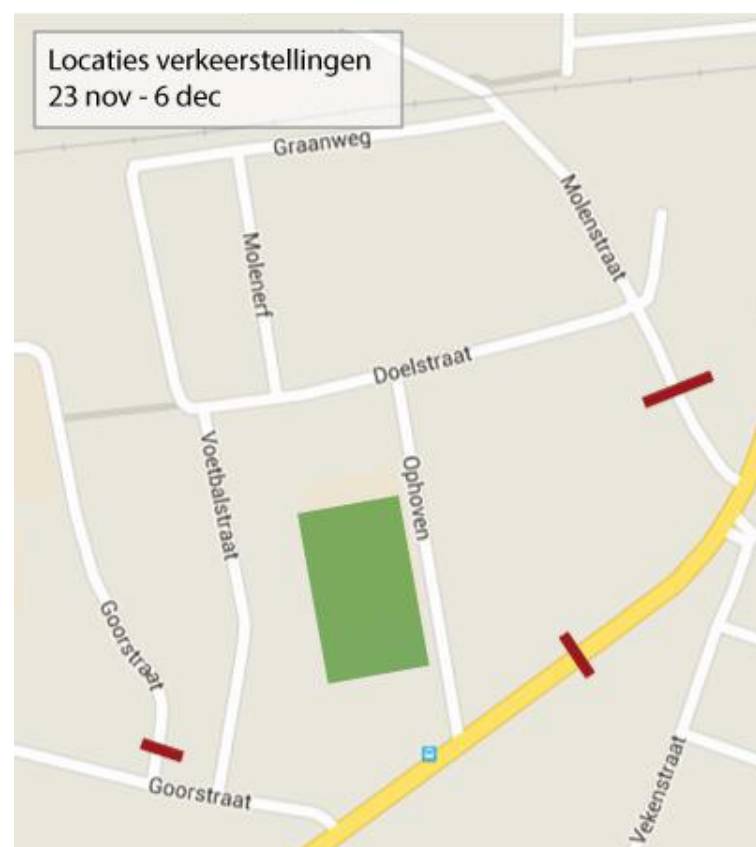 Locaties verkeerstellingen
23 nov - 6 dec
Graanweg
Molenstraat
Molenerf
Doelstraat
Voetbalstraat
Ophoven
Goorstraat
Goorstraat
Vekenstraat